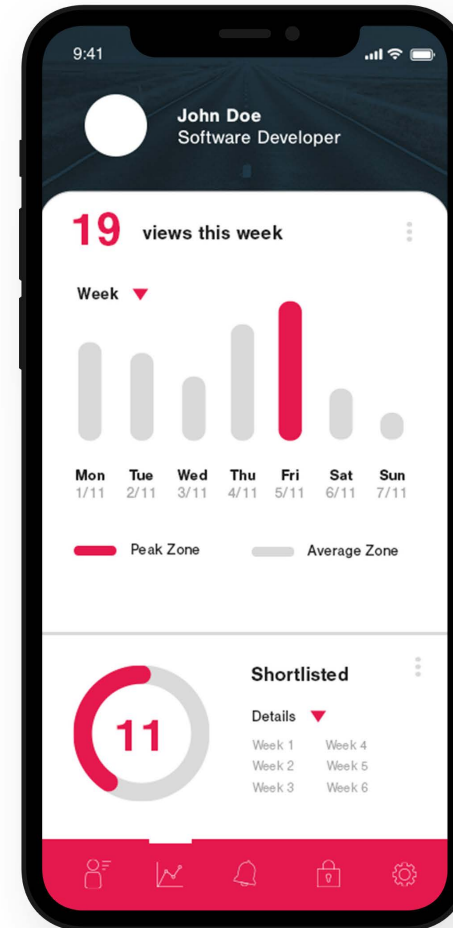 9:41
John Doe
Software Developer
19 views this week
Week
Mon Tue Wed Thu Fri Sat Sun
1/11 2/11 3/11 4/11 5/11 6/11 7/11
Peak Zone Average Zone
11
Shortlisted
Details
Week 1 Week 4
Week 2 Week 5
Week 3 Week 6